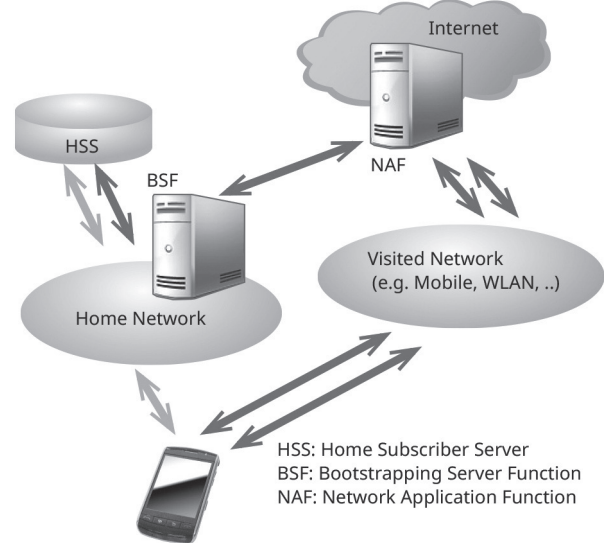 Internet
HSS
BSF
NAF
Visited Network
(e.g. Mobile, WLAN, ..)
Home Network
HSS: Home Subscriber Server
BSF: Bootstrapping Server Function
NAF: Network Application Function